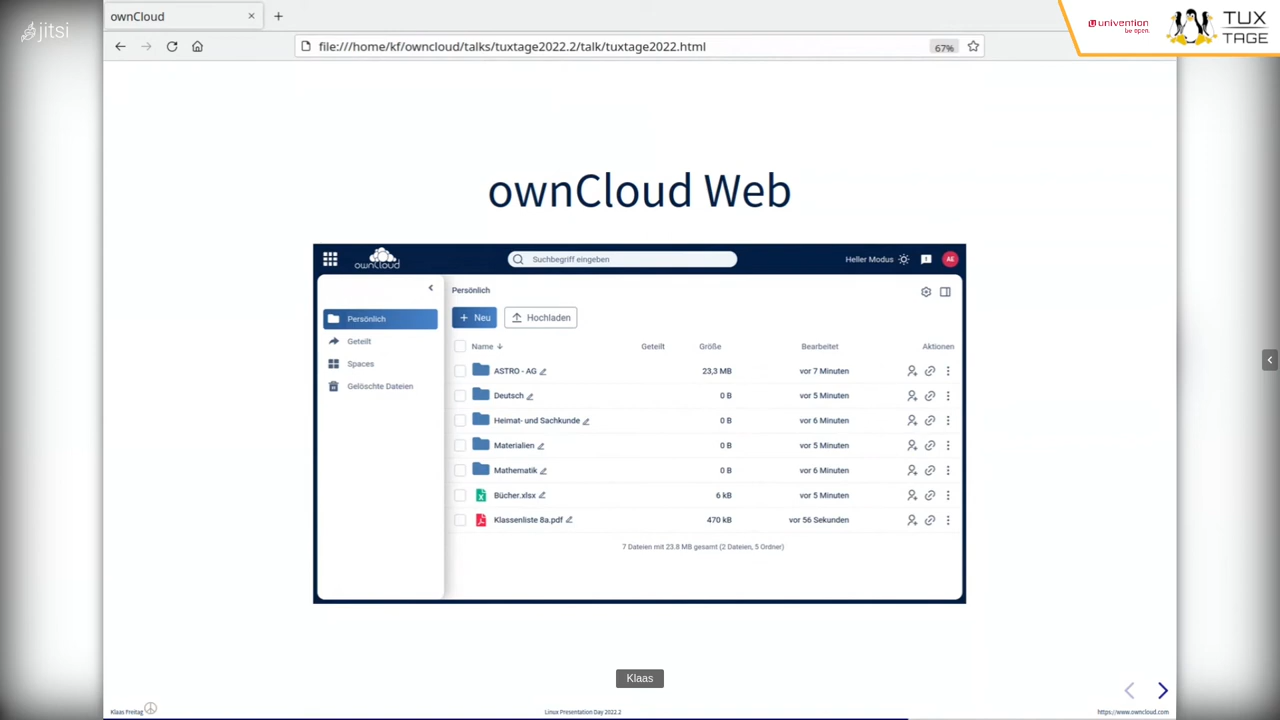 jitsi
ownCloud
univention
be open.
TUX
TAGE
file:///home/kf/owncloud/talks/tuxtage2022.2/talk/tuxtage2022.html
67%
ownCloud Web
ownCloud
Suchbegriff eingeben
Heller Modus
AE
Persönlich
Geteilt
Spaces
Gelöschte Dateien
Persönlich
+ Neu
Hochladen
Name Geteilt Größe Bearbeitet Aktionen
ASTRO - AG 23,3 MB vor 7 Minuten
Deutsch 0 B vor 5 Minuten
Heimat- und Sachkunde 0 B vor 6 Minuten
Materialien 0 B vor 5 Minuten
Mathematik 0 B vor 6 Minuten
Bücher.xlsx 6 kB vor 5 Minuten
Klassenliste 8a.pdf 470 kB vor 56 Sekunden
7 Dateien mit 23.8 MB gesamt (2 Dateien, 5 Ordner)
Klaas
Klaas Freitag
Linux Presentation Day 2022.2
https://www.owncloud.com